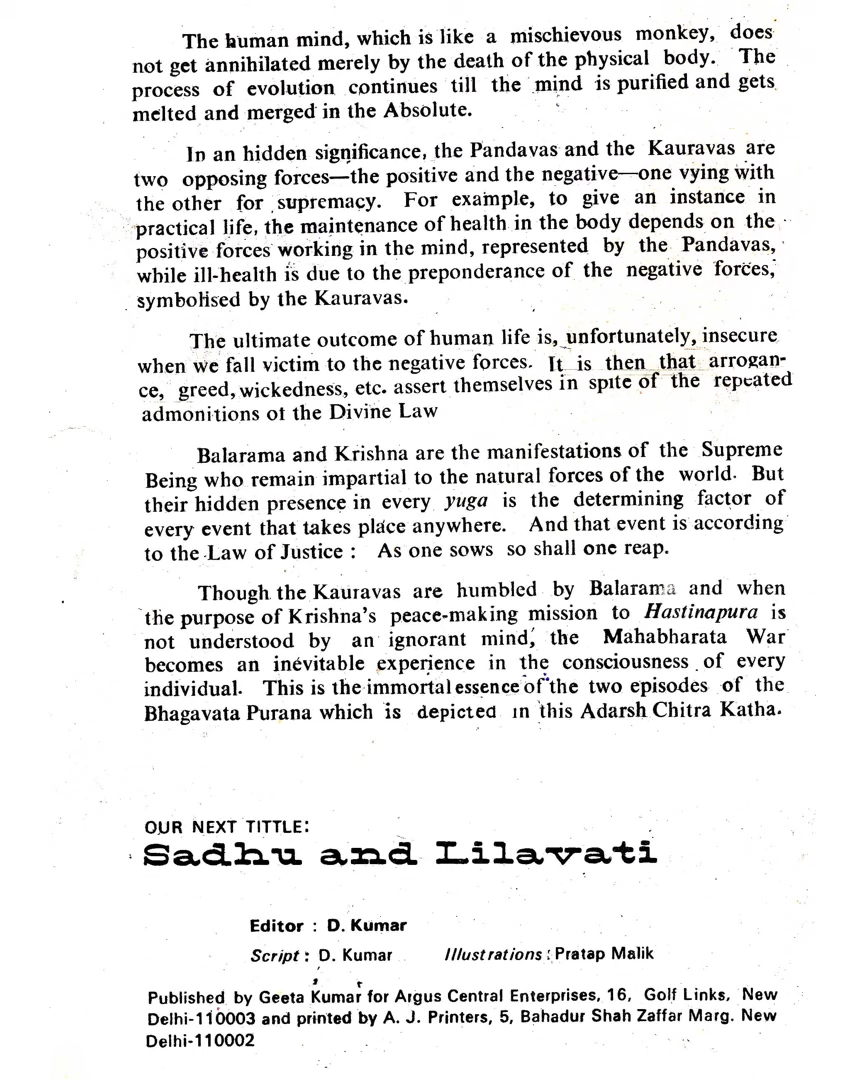 The human mind, which is like a mischievous monkey, does
not get annihilated merely by the death of the physical body. The
process of evolution continues till the mind is purified and gets
melted and merged in the Absolute.
In an hidden significance, the Pandavas and the Kauravas are
two opposing forces—the positive and the negative—one vying with
the other for supremacy. For example, to give an instance in
practical life, the maintenance of health in the body depends on the
positive forces working in the mind, represented by the Pandavas,
while ill-health is due to the preponderance of the negative forces,
symbolised by the Kauravas.
The ultimate outcome of human life is, unfortunately, insecure
when we fall victim to the negative forces. It is then that arrogan-
ce, greed, wickedness, etc. assert themselves in spite of the repeated
admonitions of the Divine Law
Balarama and Krishna are the manifestations of the Supreme
Being who remain impartial to the natural forces of the world. But
their hidden presence in every yuga is the determining factor of
every event that takes place anywhere. And that event is according
to the Law of Justice : As one sows so shall one reap.
Though the Kauravas are humbled by Balarama and when
the purpose of Krishna's peace-making mission to Hastinapura is
not understood by an ignorant mind, the Mahabharata War
becomes an inevitable experience in the consciousness of every
individual. This is the immortal essence of the two episodes of the
Bhagavata Purana which is depicted in this Adarsh Chitra Katha.
OUR NEXT TITTLE:
Sadhu and Lilavati
Editor : D. Kumar
Script : D. Kumar Illustrations : Pratap Malik
Published by Geeta Kumar for Argus Central Enterprises, 16, Golf Links, New
Delhi-110003 and printed by A. J. Printers, 5, Bahadur Shah Zaffar Marg. New
Delhi-110002